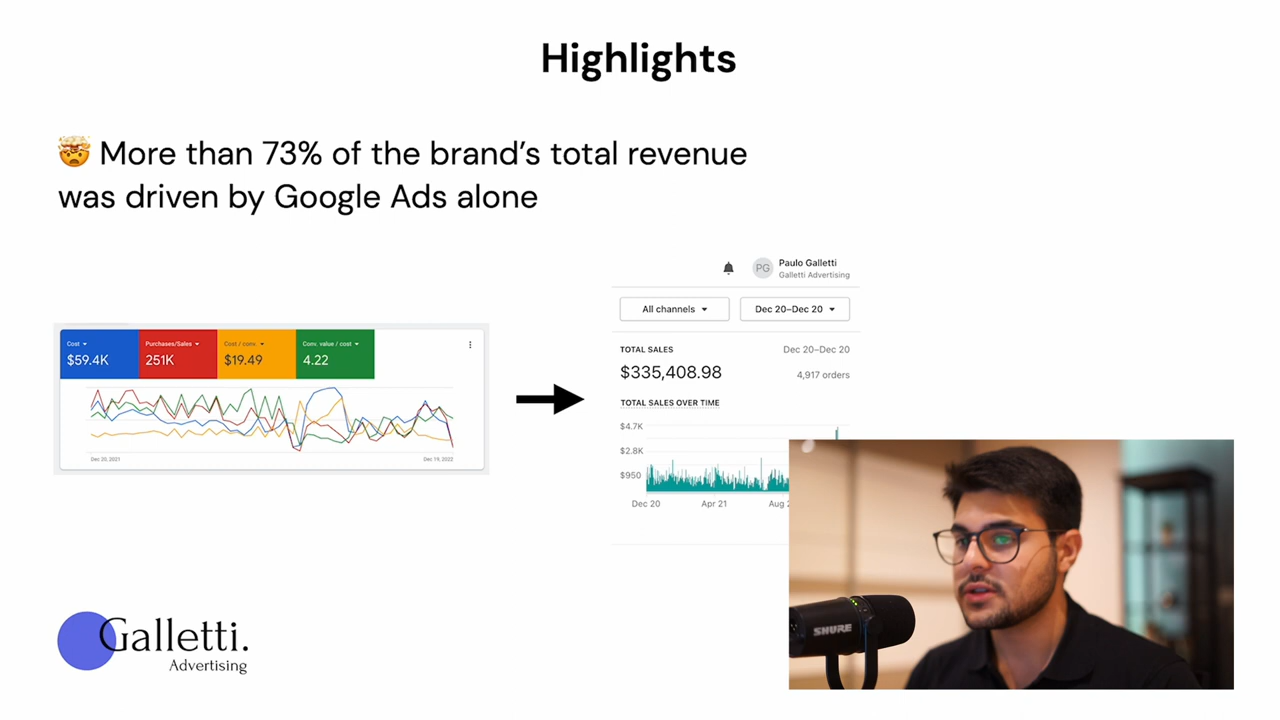 Highlights
🤯 More than 73% of the brand's total revenue
was driven by Google Ads alone
PG Paulo Galletti
Galletti Advertising
All channels Dec 20–Dec 20
TOTAL SALES Dec 20–Dec 20
$335,408.98 4,917 orders
TOTAL SALES OVER TIME
$4.7K
$2.8K
$950
Dec 20 Apr 21 Aug
Cost Purchases/Sales Cost / conv. Conv. value / cost
$59.4K 251K $19.49 4.22
Dec 20, 2021 Dec 19, 2022
SHURE
Galletti.
Advertising